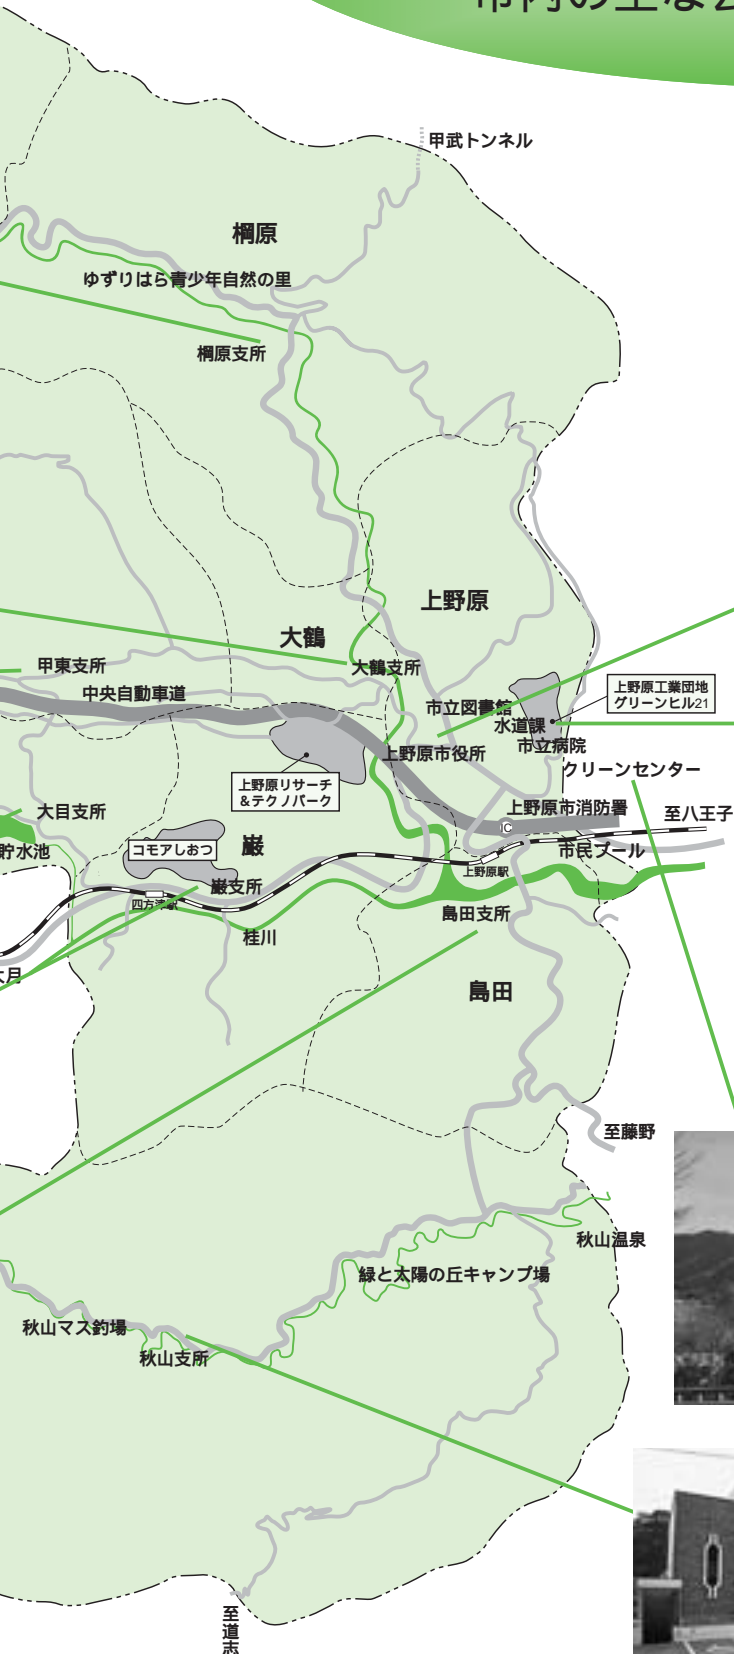 市内の主な
甲武トンネル
棡原
ゆずりはら青少年自然の里
棡原支所
上野原
大鶴
甲東支所
大鶴支所
中央自動車道
上野原工業団地
グリーンヒル21
市立図書館
水道課
市立病院
上野原市役所
クリーンセンター
上野原リサーチ
&テクノパーク
大目支所
上野原市消防署
至八王子
IC
貯水池
コモアしおつ
巌
市民プール
上野原駅
巌支所
四方津駅
島田支所
桂川
大月
島田
至藤野
秋山温泉
緑と太陽の丘キャンプ場
秋山マス釣場
秋山支所
至道志